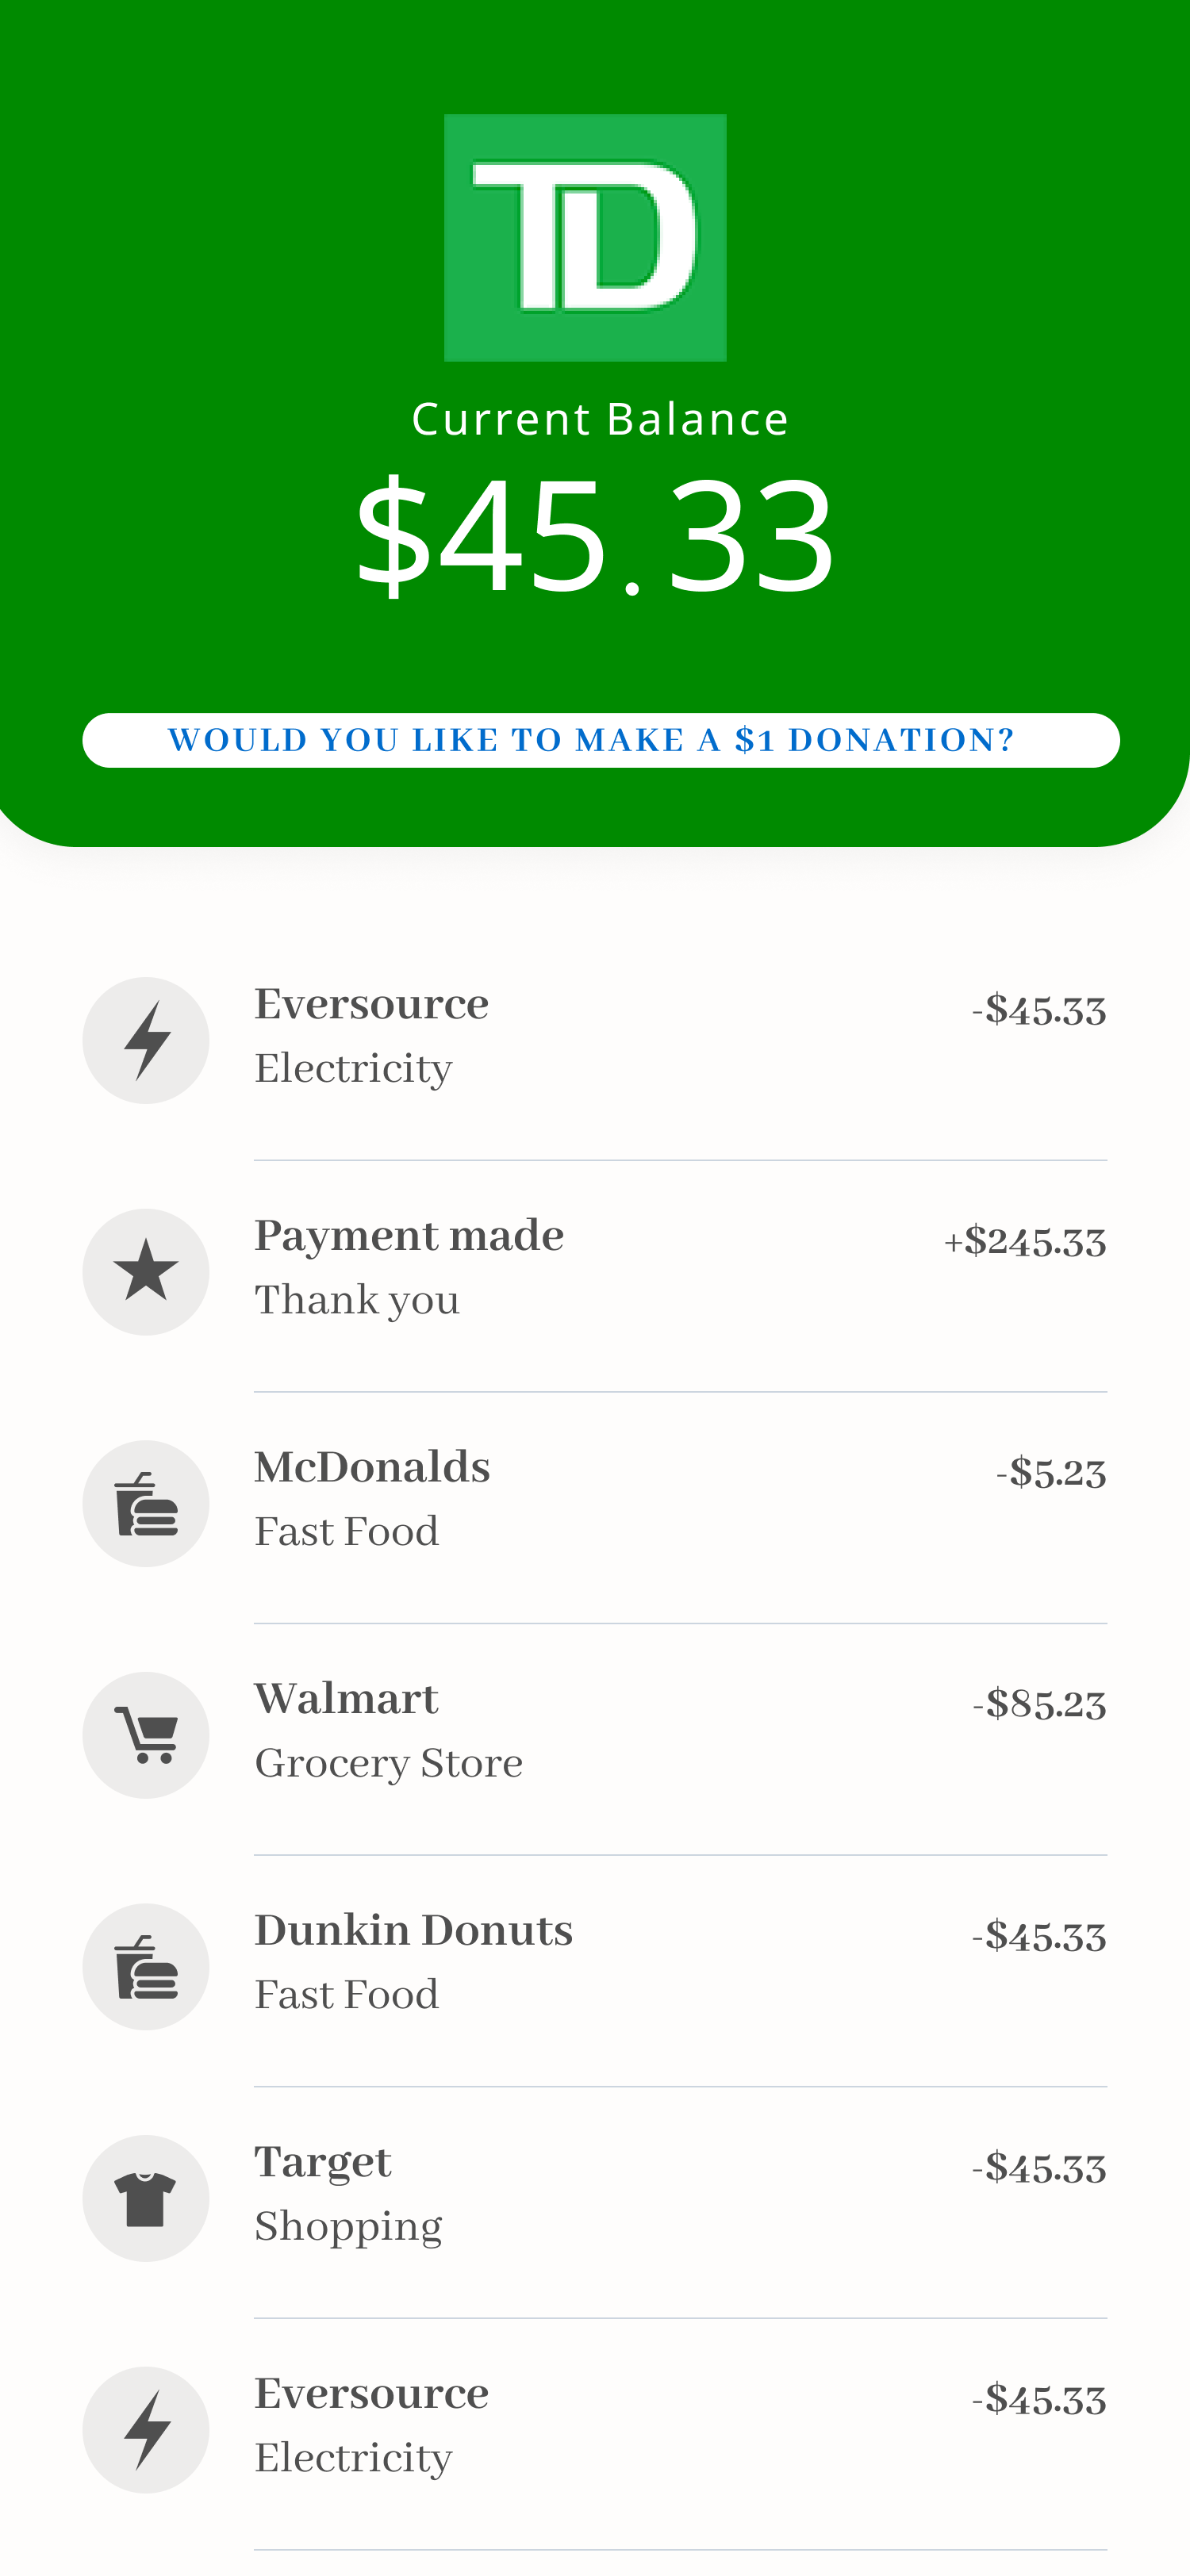 TD
Current Balance
$45.33
WOULD YOU LIKE TO MAKE A $1 DONATION?
Eversource -$45.33
Electricity
Payment made +$245.33
Thank you
McDonalds -$5.23
Fast Food
Walmart -$85.23
Grocery Store
Dunkin Donuts -$45.33
Fast Food
Target -$45.33
Shopping
Eversource -$45.33
Electricity